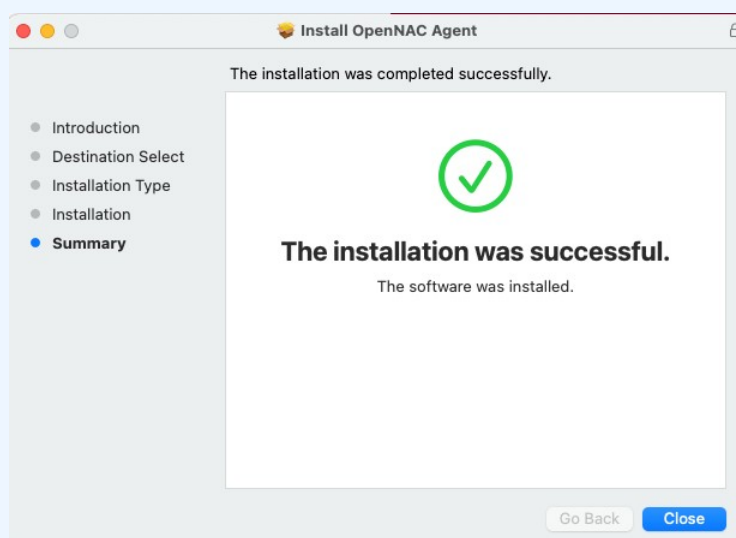 Install OpenNAC Agent
The installation was completed successfully.
Introduction
Destination Select
Installation Type
Installation
Summary
The installation was successful.
The software was installed.
Go Back
Close